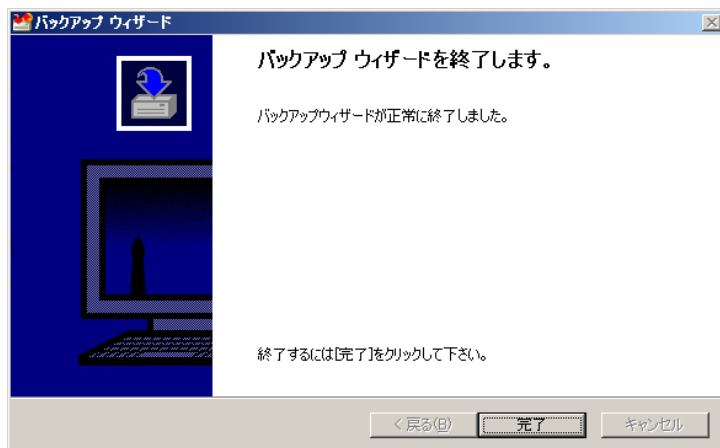 バックアップ ウィザード
バックアップ ウィザードを終了します。
バックアップウィザードが正常に終了しました。
終了するには[完了]をクリックして下さい。
< 戻る(B)
完了
キャンセル